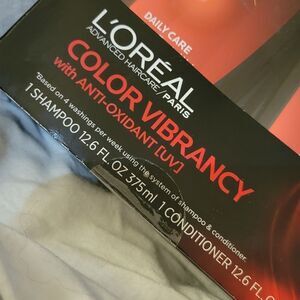 DAILY CARE
L'ORÉAL
ADVANCED HAIRCARE/PARIS
COLOR VIBRANCY
with ANTI-OXIDANT [UV]
*Based on 4 washings per week using the system of shampoo & conditioner.
1 SHAMPOO 12.6 FL OZ 375ml 1 CONDITIONER 12.6 FL O